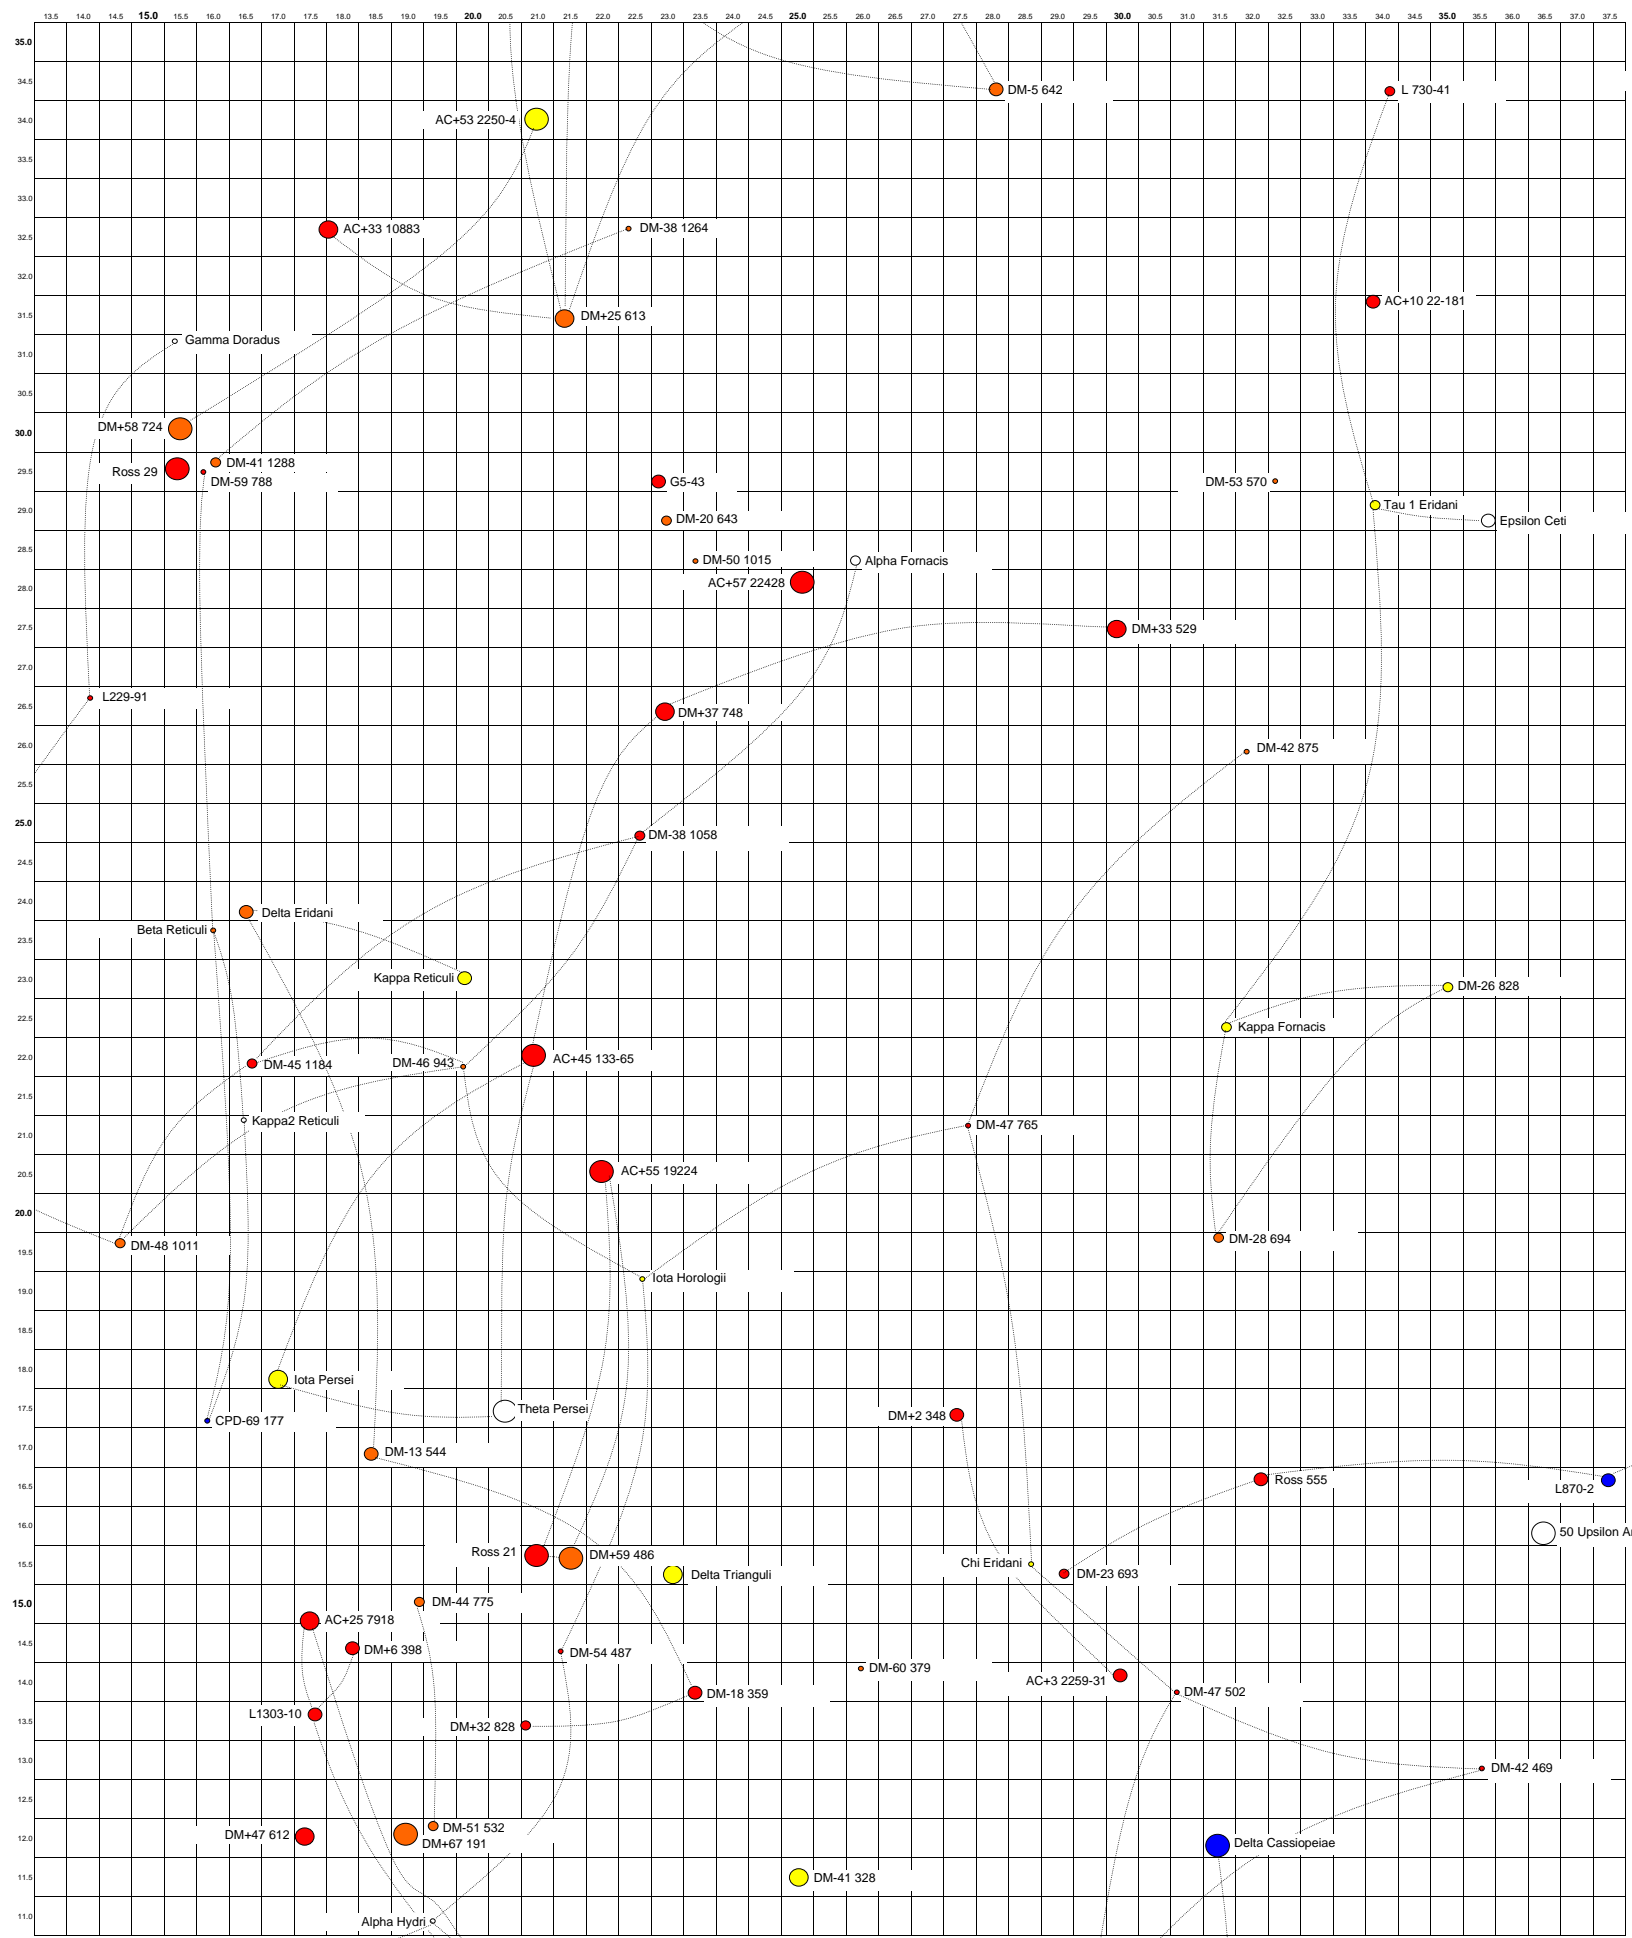 13.5 14.0 15.0 15.5 16.0 16.5 17.0 17.5 18.0 18.5 19.0 19.5 20.0 20.5 21.0 21.5 22.0 22.5 23.0 23.5 24.0 24.5 25.0 25.5 26.0 26.5 27.0 27.5 28.0 28.5 29.0 29.5 30.0 30.5 31.0 31.5 32.0 32.5 33.0 33.5 34.0 34.5 35.0 35.5 36.0 36.5 37.0 37.5
35.0
34.5 DM-5 642 L 730-41
34.0 AC+53 2250-4
33.5
33.0
32.5 AC+33 10883 DM-38 1264
32.0
31.5 DM+25 613 AC+10 22-181
31.0 Gamma Doradus
30.5
30.0 DM+58 724
29.5 Ross 29 DM-41 1288
DM-59 788 G5-43 DM-53 570
29.0 DM-20 643 Tau 1 Eridani Epsilon Ceti
28.5 DM-50 1015 Alpha Fornacis
28.0 AC+57 22428
27.5 DM+33 529
27.0
26.5 L229-91 DM+37 748
26.0 DM-42 875
25.5
25.0 DM-38 1058
24.5
24.0 Delta Eridani
23.5 Beta Reticuli
23.0 Kappa Reticuli DM-26 828
22.5 Kappa Fornacis
22.0 DM-45 1184 DM-46 943 AC+45 133-65
21.5
21.0 Kappa2 Reticuli DM-47 765
20.5 AC+55 19224
20.0
19.5 DM-48 1011 DM-28 694
19.0 Iota Horologii
18.5
18.0 Iota Persei
17.5 CPD-69 177 Theta Persei DM+2 348
17.0 DM-13 544
16.5 Ross 555 L870-2
16.0 50 Upsilon
15.5 Ross 21 DM+59 486 Delta Trianguli Chi Eridani DM-23 693
15.0 DM-44 775
14.5 AC+25 7918 DM+6 398 DM-54 487
14.0 DM-60 379 AC+3 2259-31
13.5 L1303-10 DM+32 828 DM-18 359 DM-47 502
13.0 DM-42 469
12.5
12.0 DM+47 612 DM-51 532
DM+67 191 Delta Cassiopeiae
11.5 DM-41 328
11.0 Alpha Hydri